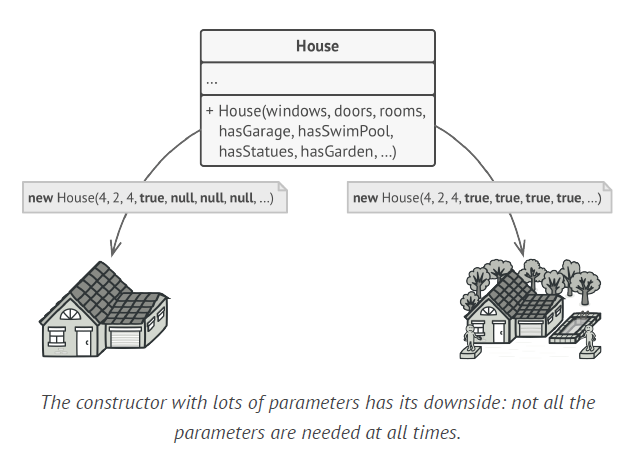 House
...
+ House(windows, doors, rooms,
hasGarage, hasSwimPool,
hasStatues, hasGarden, ...)
new House(4, 2, 4, true, null, null, null, ...)
new House(4, 2, 4, true, true, true, true, ...)
The constructor with lots of parameters has its downside: not all the
parameters are needed at all times.